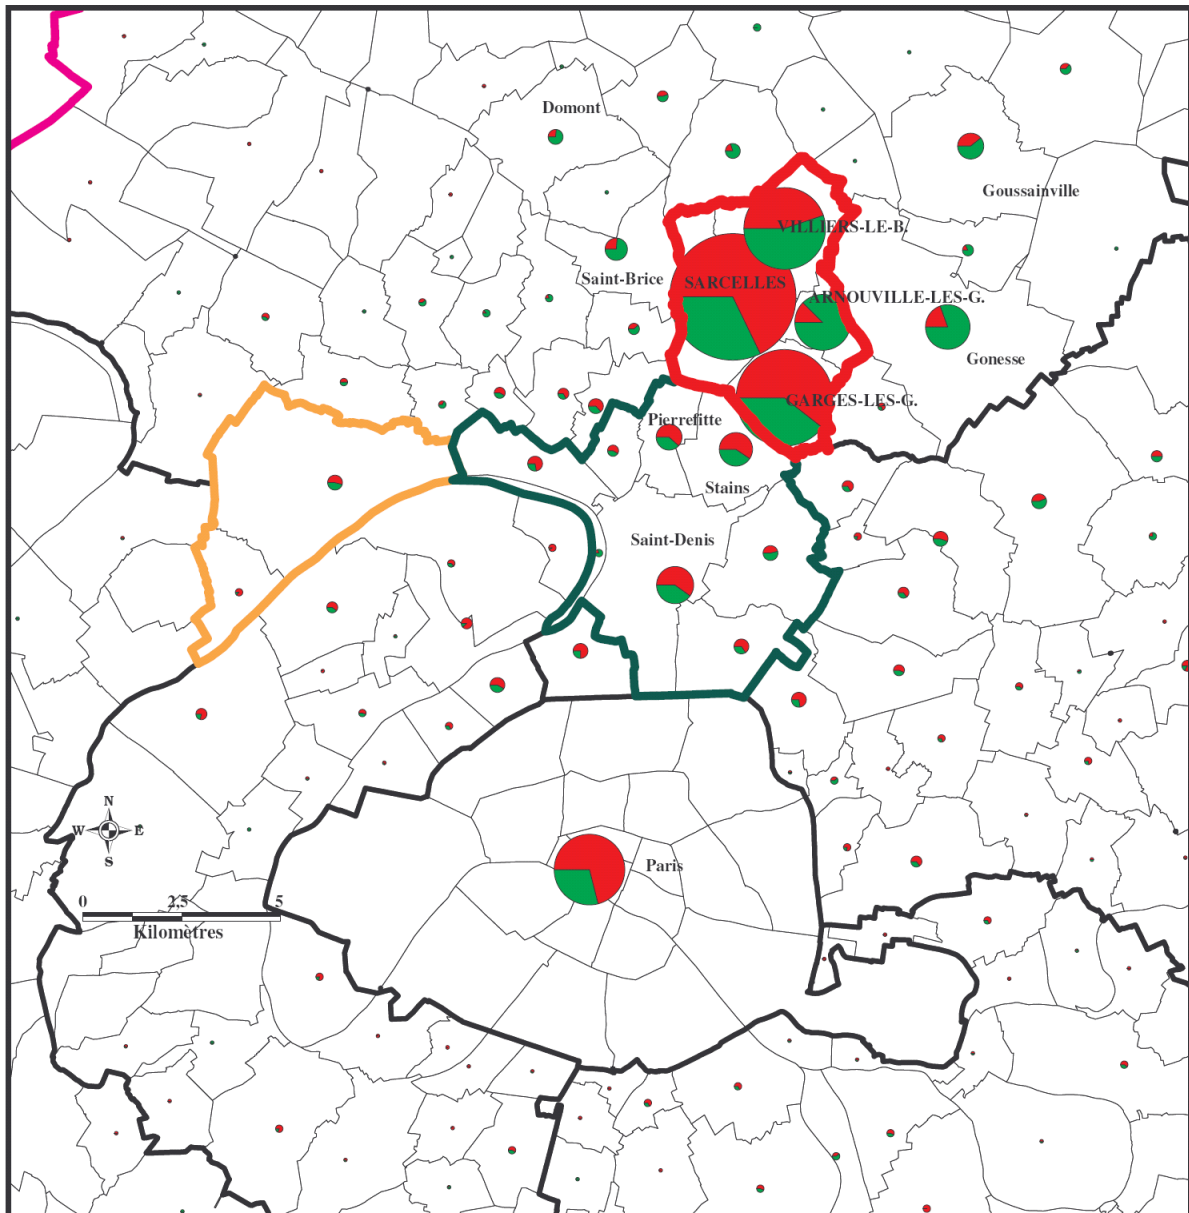 Domont
Goussainville
VILLIERS-LE-B.
Saint-Brice
SARCELLES
ARNOUVILLE-LES-G.
Gonesse
GARGES-LES-G.
Pierrefitte
Stains
Saint-Denis
N
W E
S
Paris
0 2,5 5
Kilomètres